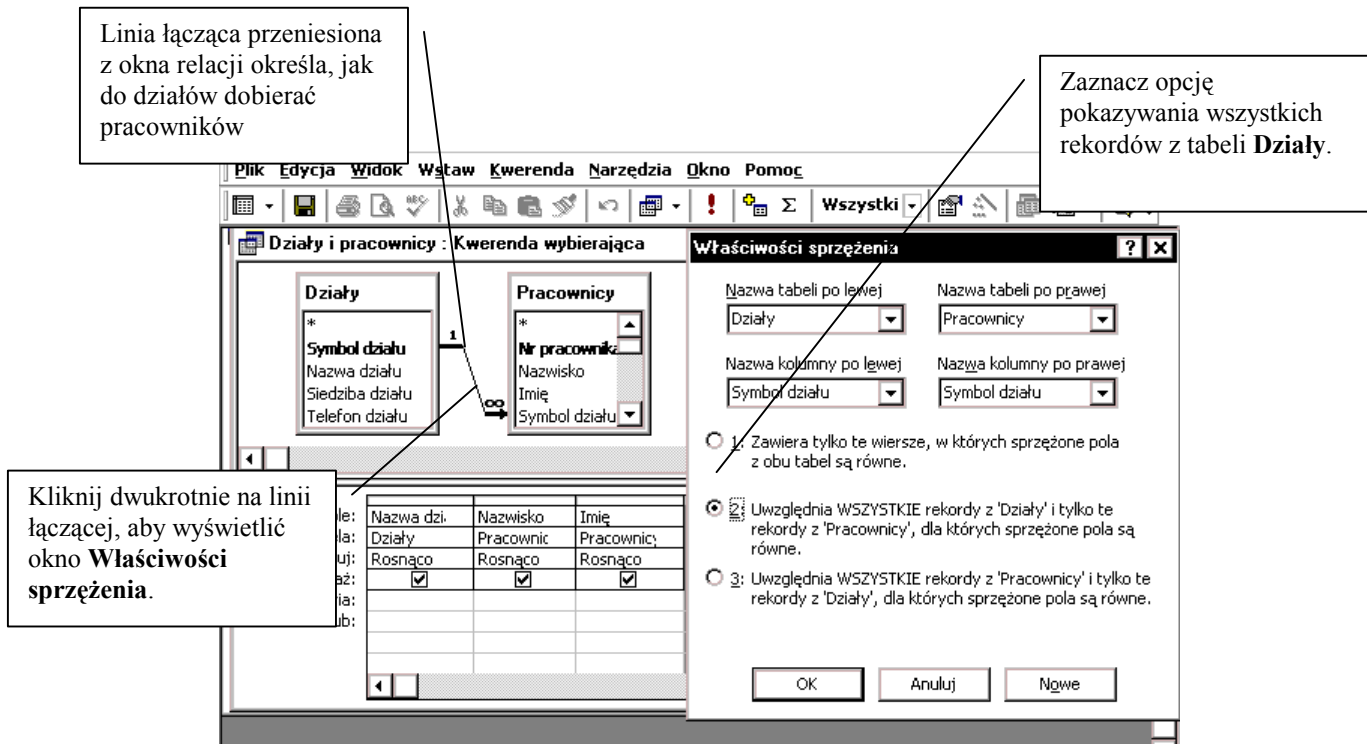 Linia łącząca przeniesiona
z okna relacji określa, jak
do działów dobierać
pracowników
Zaznacz opcję
pokazywania wszystkich
rekordów z tabeli Działy.
Plik Edycja Widok Wstaw Kwerenda Narzędzia Okno Pomoc
Wszystki
Działy i pracownicy : Kwerenda wybierająca
Działy
*
Symbol działu
Nazwa działu
Siedziba działu
Telefon działu
1
∞
Pracownicy
*
Nr pracownika
Nazwisko
Imię
Symbol działu
Kliknij dwukrotnie na linii
łączącej, aby wyświetlić
okno Właściwości
sprzężenia.
le: Nazwa dzi Nazwisko Imię
la: Działy Pracownic Pracownicy
uj: Rosnąco Rosnąco Rosnąco
aż:
ia:
ub:
Właściwości sprzężenia
Nazwa tabeli po lewej Nazwa tabeli po prawej
Działy Pracownicy
Nazwa kolumny po lewej Nazwa kolumny po prawej
Symbol działu Symbol działu
1: Zawiera tylko te wiersze, w których sprzężone pola
z obu tabel są równe.
2: Uwzględnia WSZYSTKIE rekordy z 'Działy' i tylko te
rekordy z 'Pracownicy', dla których sprzężone pola są
równe.
3: Uwzględnia WSZYSTKIE rekordy z 'Pracownicy' i tylko te
rekordy z 'Działy', dla których sprzężone pola są równe.
OK Anuluj Nowe